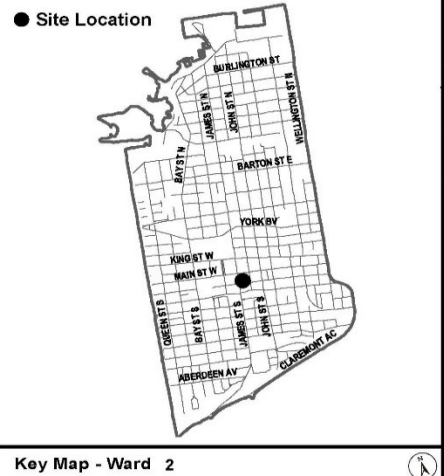 Site Location
BURLINGTON ST
JAMES ST N
JOHN ST N
WELLINGTON ST N
BAY ST N
BARTON ST E
YORK BV
KING ST W
MAIN ST W
QUEEN ST S
BAY ST S
JAMES ST S
JOHN ST S
CLAREMONT AC
ABERDEEN AV
Key Map - Ward 2
N